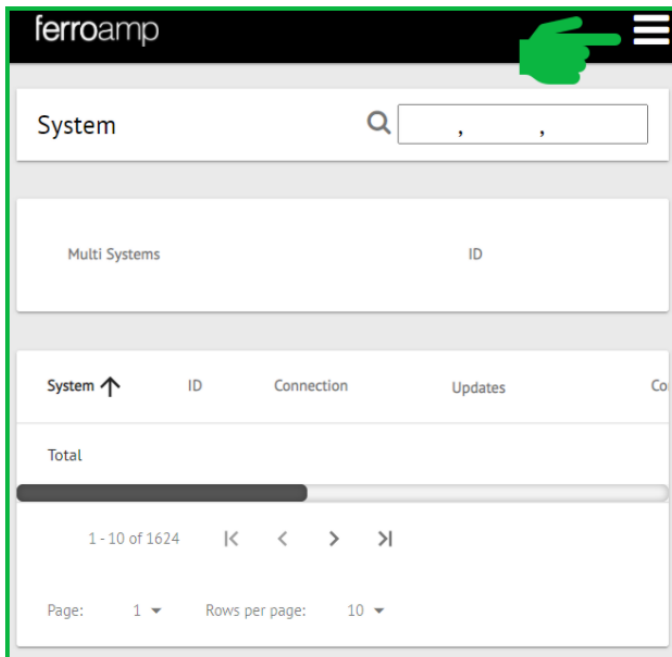 ferroamp
System , ,
Multi Systems ID
System ID Connection Updates Co
Total
1 - 10 of 1624
Page: 1 Rows per page: 10